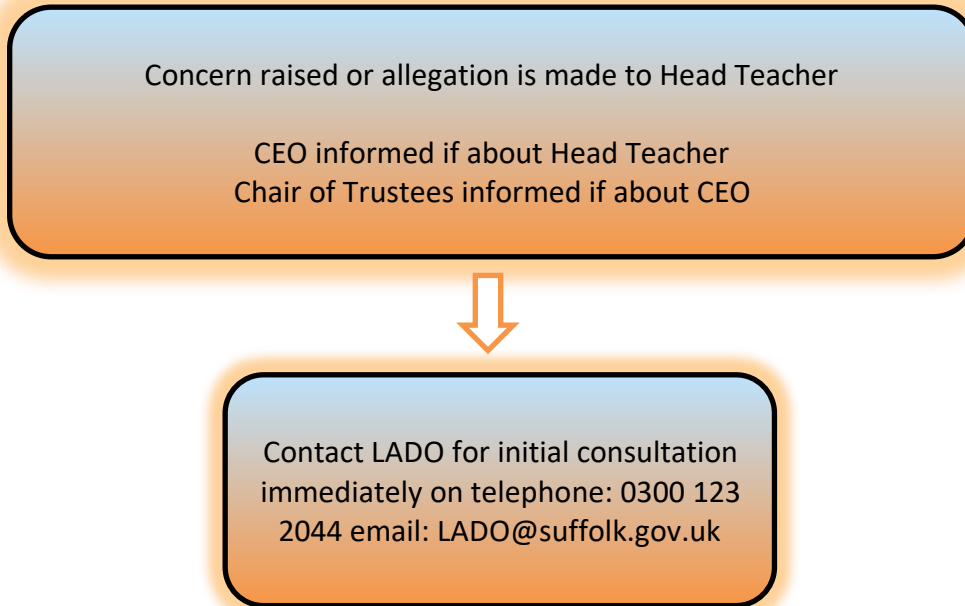 Concern raised or allegation is made to Head Teacher
CEO informed if about Head Teacher
Chair of Trustees informed if about CEO
Contact LADO for initial consultation
immediately on telephone: 0300 123
2044 email: LADO@suffolk.gov.uk